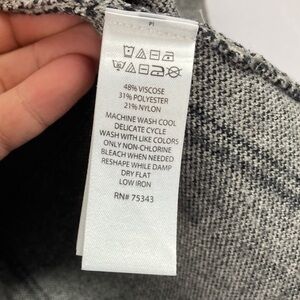 48% VISCOSE
31% POLYESTER
21% NYLON
MACHINE WASH COOL
DELICATE CYCLE
WASH WITH LIKE COLORS
ONLY NON-CHLORINE
BLEACH WHEN NEEDED
RESHAPE WHILE DAMP
DRY FLAT
LOW IRON
RN# 75343